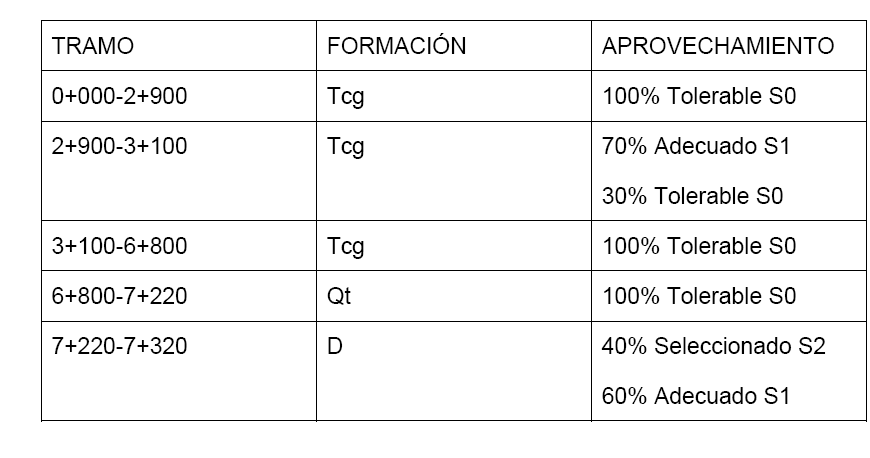 TRAMO FORMACIÓN APROVECHAMIENTO
0+000-2+900 Tcg 100% Tolerable S0
2+900-3+100 Tcg 70% Adecuado S1
30% Tolerable S0
3+100-6+800 Tcg 100% Tolerable S0
6+800-7+220 Qt 100% Tolerable S0
7+220-7+320 D 40% Seleccionado S2
60% Adecuado S1